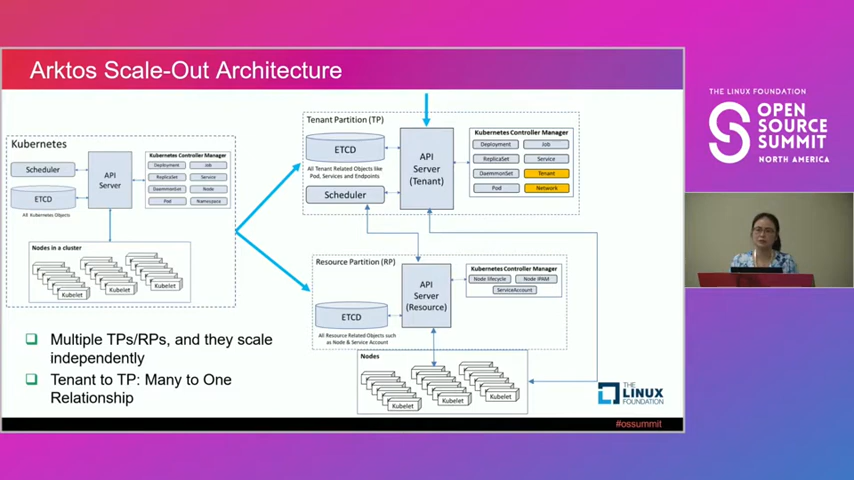 Arktos Scale-Out Architecture
THE LINUX FOUNDATION
OPEN
SOURCE
SUMMIT
NORTH AMERICA
Kubernetes
Scheduler
ETCD
All Kubernetes Objects
API
Server
Kubernetes Controller Manager
Deployment
Job
ReplicaSet
Service
DaemonSet
Node
Pod
Namespace
Nodes in a cluster
Kubelet
Kubelet
Kubelet
Tenant Partition (TP)
ETCD
All Tenant Related Objects like
Pod, Services and Endpoints
Scheduler
API
Server
(Tenant)
Kubernetes Controller Manager
Deployment
Job
ReplicaSet
Service
DaemmonSet
Tenant
Pod
Network
Resource Partition (RP)
ETCD
All Resource Related Objects such
as Node & Service Account
API
Server
(Resource)
Kubernetes Controller Manager
Node lifecycle
Node IPAM
ServiceAccount
Nodes
Kubelet
Kubelet
Kubelet
Multiple TPs/RPs, and they scale
independently
Tenant to TP: Many to One
Relationship
THE
LINUX
FOUNDATION
#ossummit